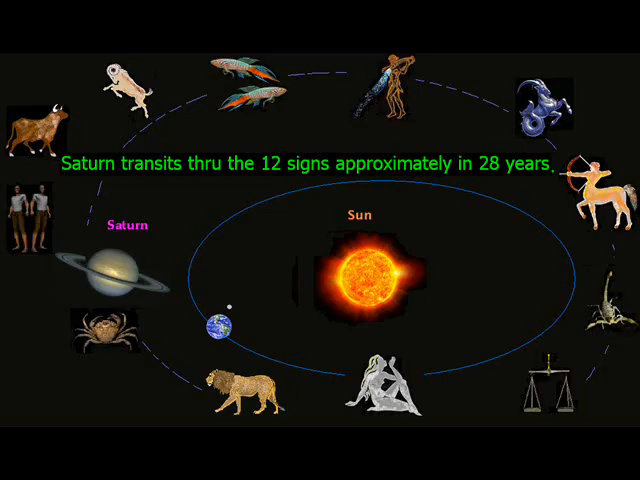 Saturn transits thru the 12 signs approximately in 28 years.
Sun
Saturn